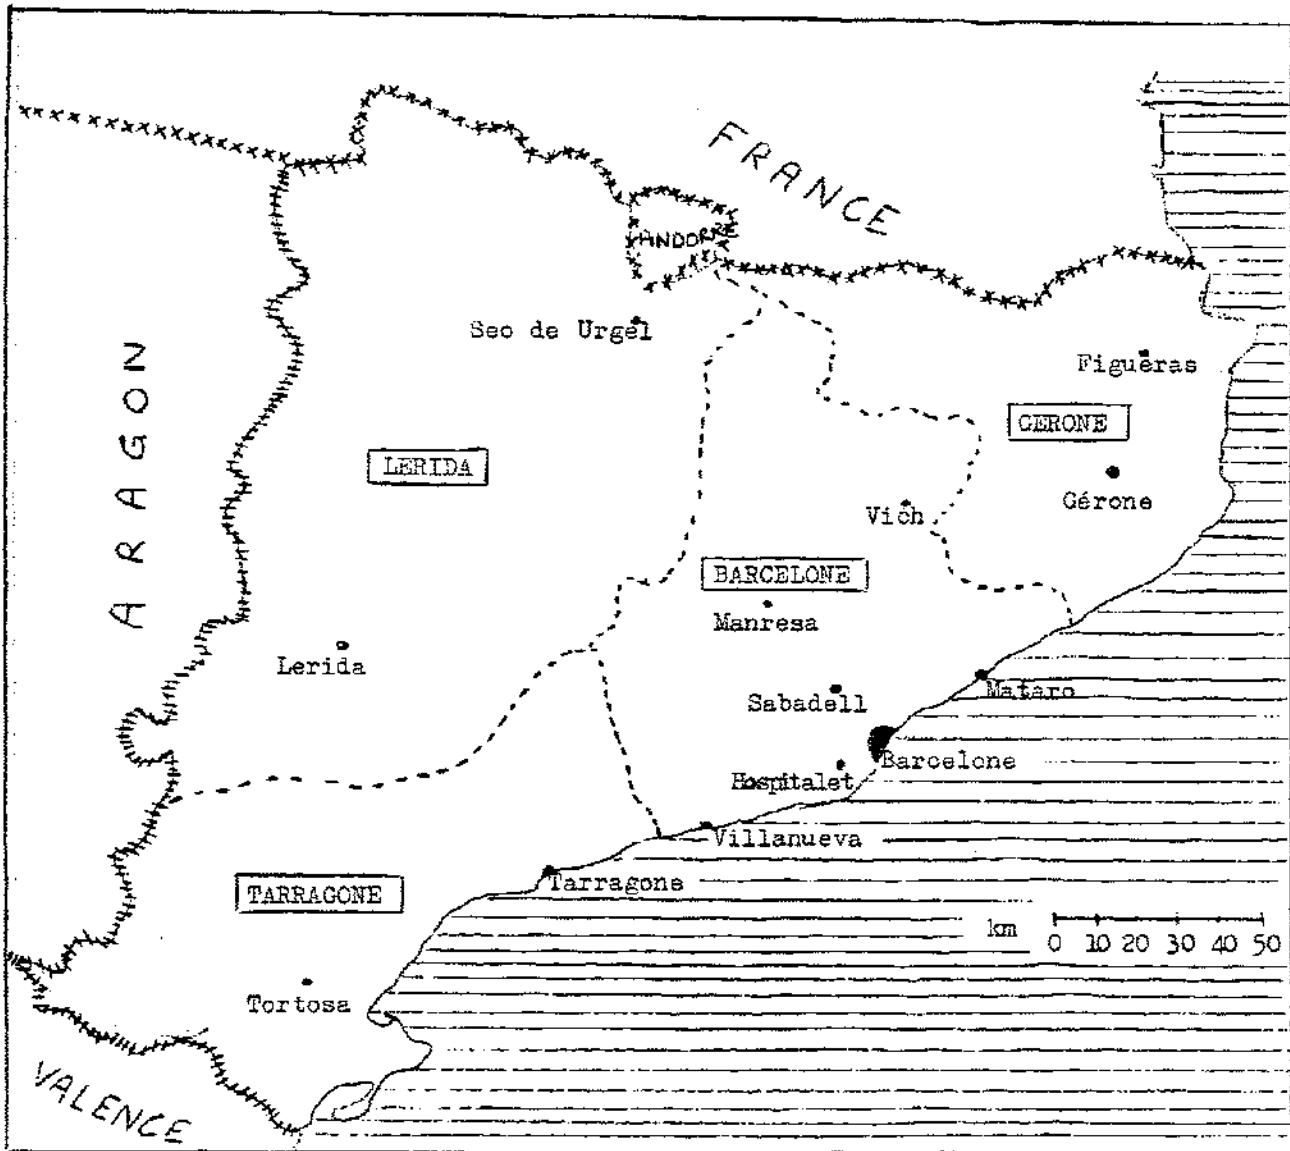 FRANCE
ANDORRE
Seo de Urgel
Figueras
ARAGON
GERONE
LERIDA
Gérone
Vich
BARCELONE
Manresa
Lerida
Mataro
Sabadell
Barcelone
Hospitalet
Villanueva
Tarragone
TARRAGONE
km 0 10 20 30 40 50
Tortosa
VALENCE